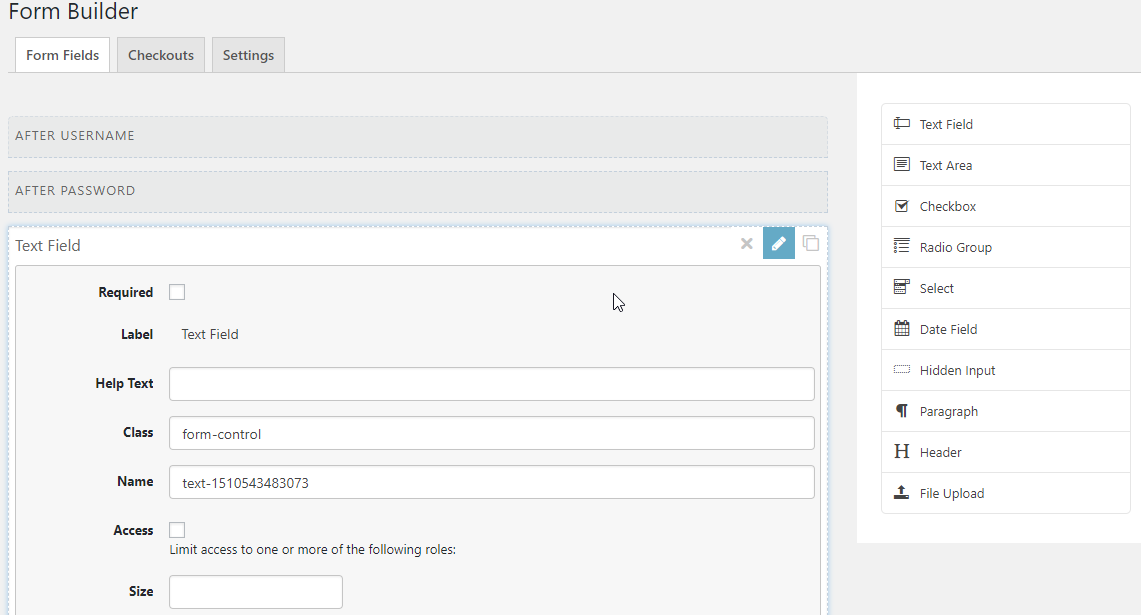 Form Builder
Form Fields
Checkouts
Settings
AFTER USERNAME
AFTER PASSWORD
Text Field
Required
Label Text Field
Help Text
Class form-control
Name text-1510543483073
Access
Limit access to one or more of the following roles:
Size
Text Field
Text Area
Checkbox
Radio Group
Select
Date Field
Hidden Input
Paragraph
Header
File Upload